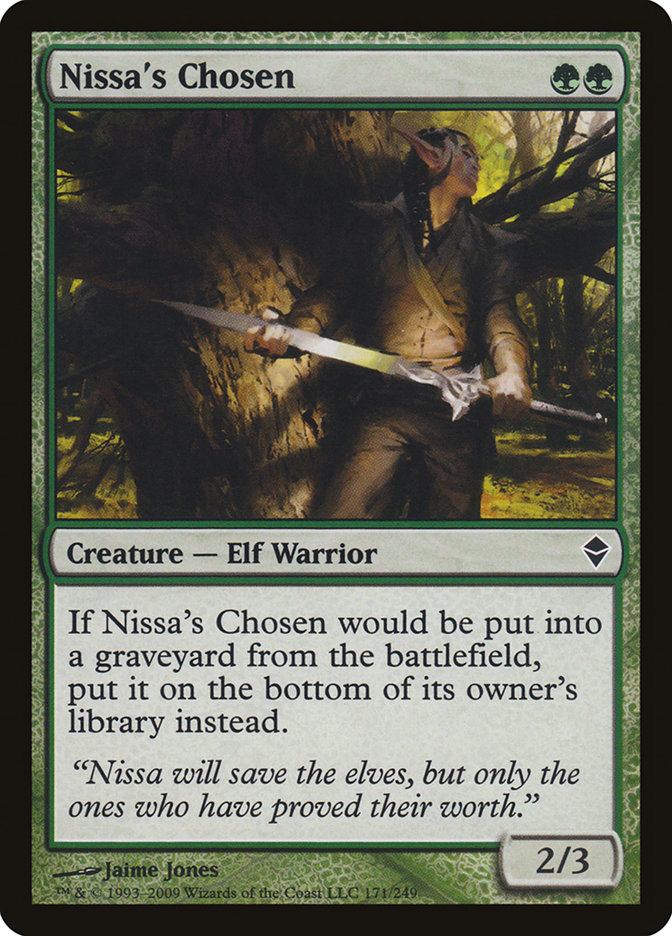 Nissa's Chosen
Creature — Elf Warrior
If Nissa's Chosen would be put into
a graveyard from the battlefield,
put it on the bottom of its owner's
library instead.
“Nissa will save the elves, but only the
ones who have proved their worth.”
2/3
Jaime Jones
™ & © 1993–2009 Wizards of the Coast LLC 171/249